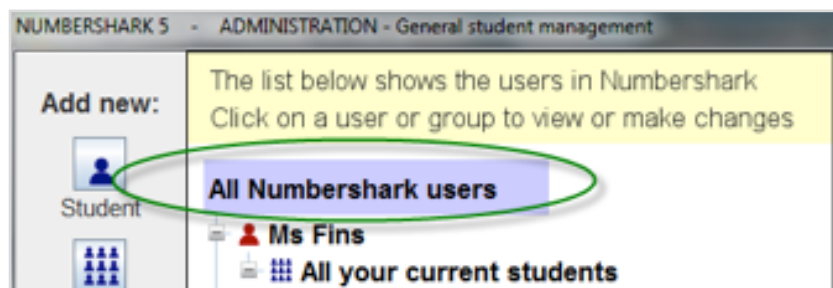 NUMBERSHARK 5 - ADMINISTRATION - General student management
Add new:
Student
The list below shows the users in Numbershark
Click on a user or group to view or make changes
All Numbershark users
Ms Fins
All your current students